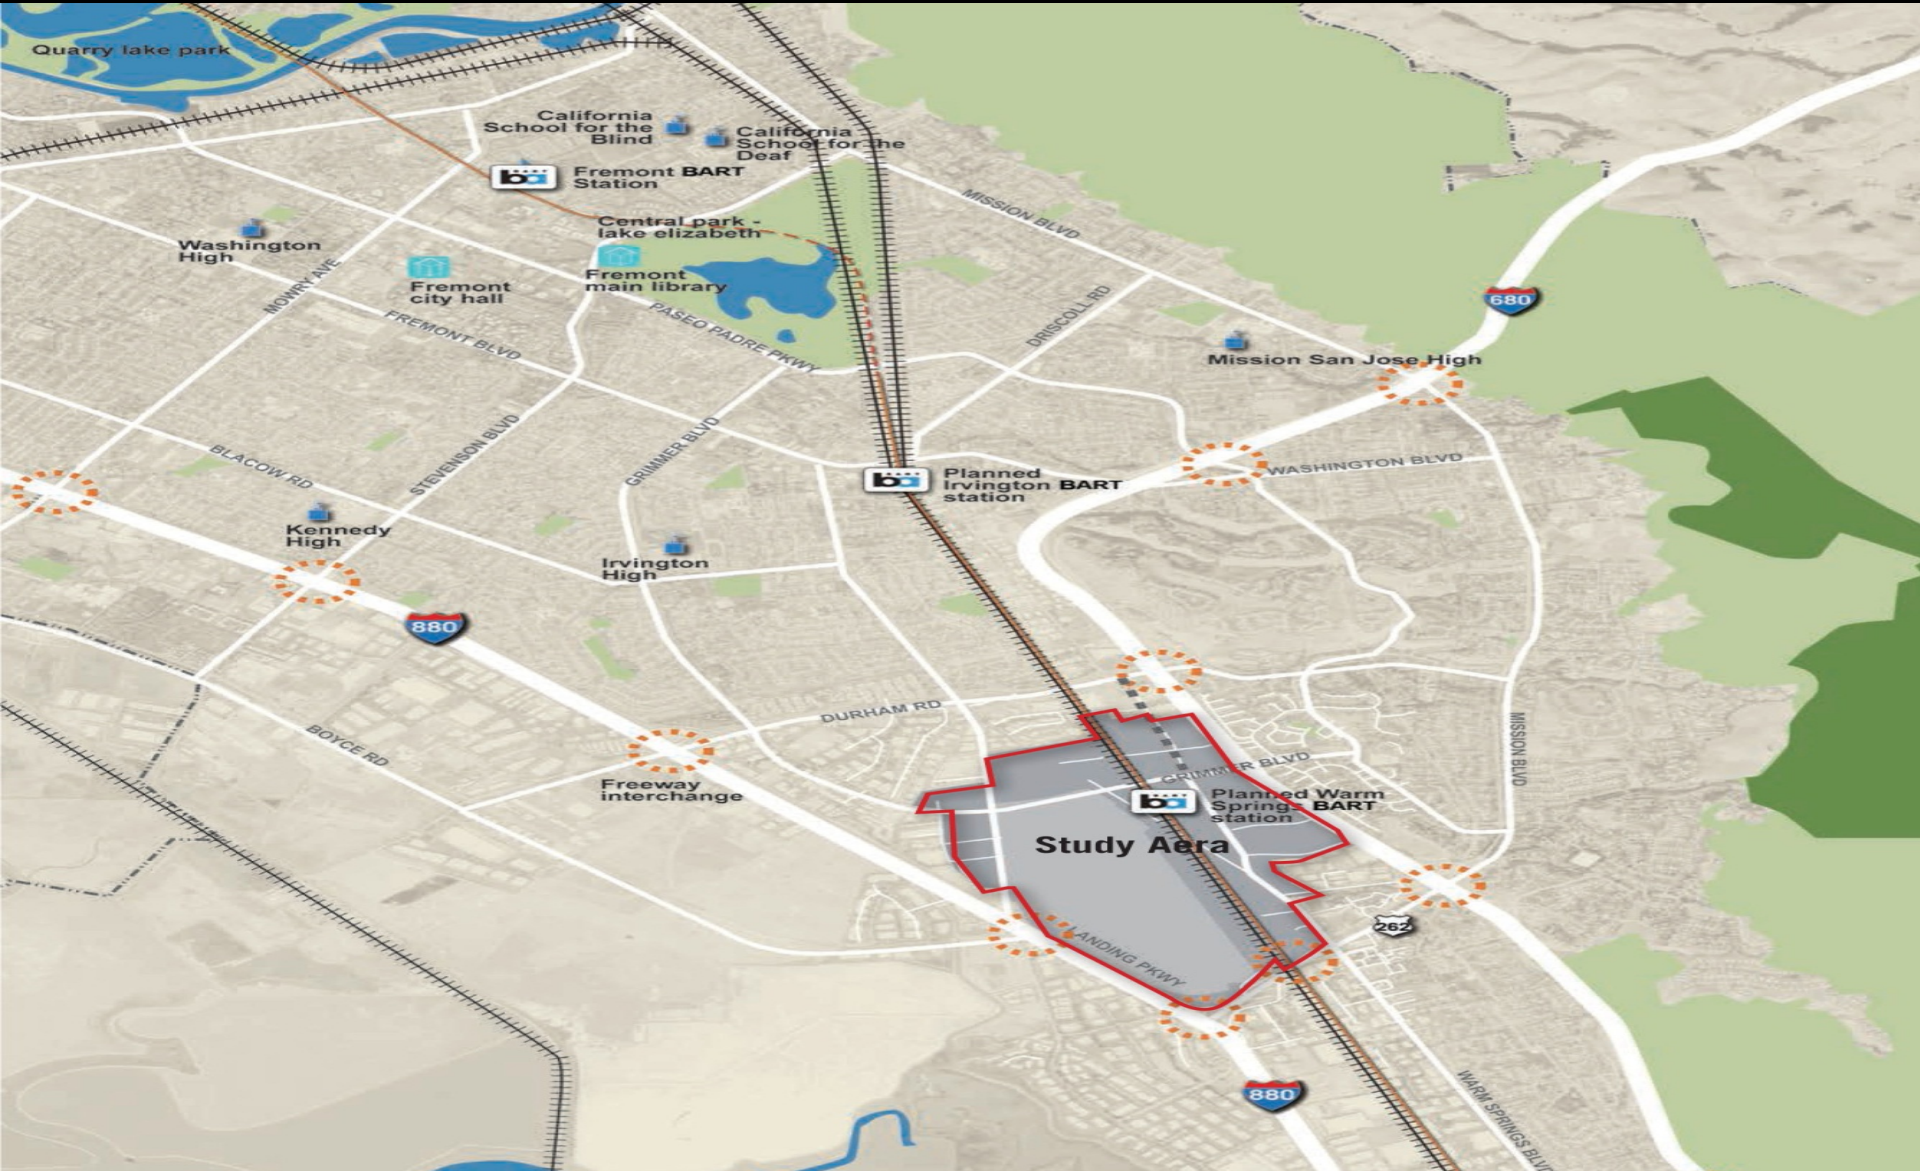 Quarry lake park
California
School for the
Blind
California
School for the
Deaf
ba
Fremont BART
Station
MISSION BLVD
Central park -
lake elizabeth
Washington
High
MOWRY AVE
Fremont
city hall
Fremont
main library
680
DRISCOLL RD
FREMONT BLVD
PASEO PADRE PKWY
Mission San Jose High
BLACOW RD
STEVENSON BLVD
GRIMMER BLVD
ba
Planned
Irvington BART
station
WASHINGTON BLVD
Kennedy
High
Irvington
High
880
DURHAM RD
BOYCE RD
MISSION BLVD
Freeway
interchange
GRIMMER BLVD
ba
Planned Warm
Springs BART
station
Study Aera
262
LANDING PKWY
880
WARM SPRINGS BLVD